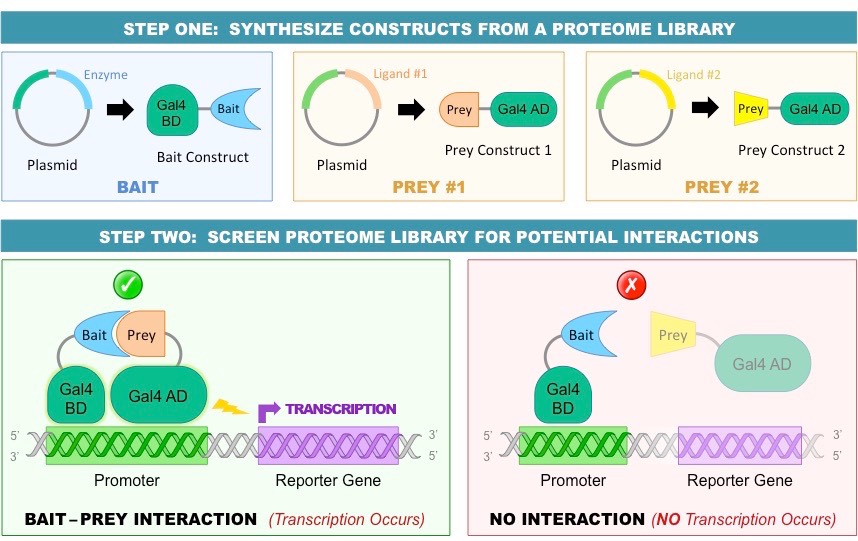 STEP ONE: SYNTHESIZE CONSTRUCTS FROM A PROTEOME LIBRARY
Enzyme
Gal4
BD
Bait
Plasmid
Bait Construct
BAIT
Ligand #1
Prey
Gal4 AD
Plasmid
Prey Construct 1
PREY #1
Ligand #2
Prey
Gal4 AD
Plasmid
Prey Construct 2
PREY #2
STEP TWO: SCREEN PROTEOME LIBRARY FOR POTENTIAL INTERACTIONS
✓
Bait
Prey
Gal4
BD
Gal4 AD
TRANSCRIPTION
5'
3'
3'
5'
Promoter
Reporter Gene
BAIT – PREY INTERACTION (Transcription Occurs)
✗
Bait
Prey
Gal4
BD
Gal4 AD
5'
3'
3'
5'
Promoter
Reporter Gene
NO INTERACTION (NO Transcription Occurs)